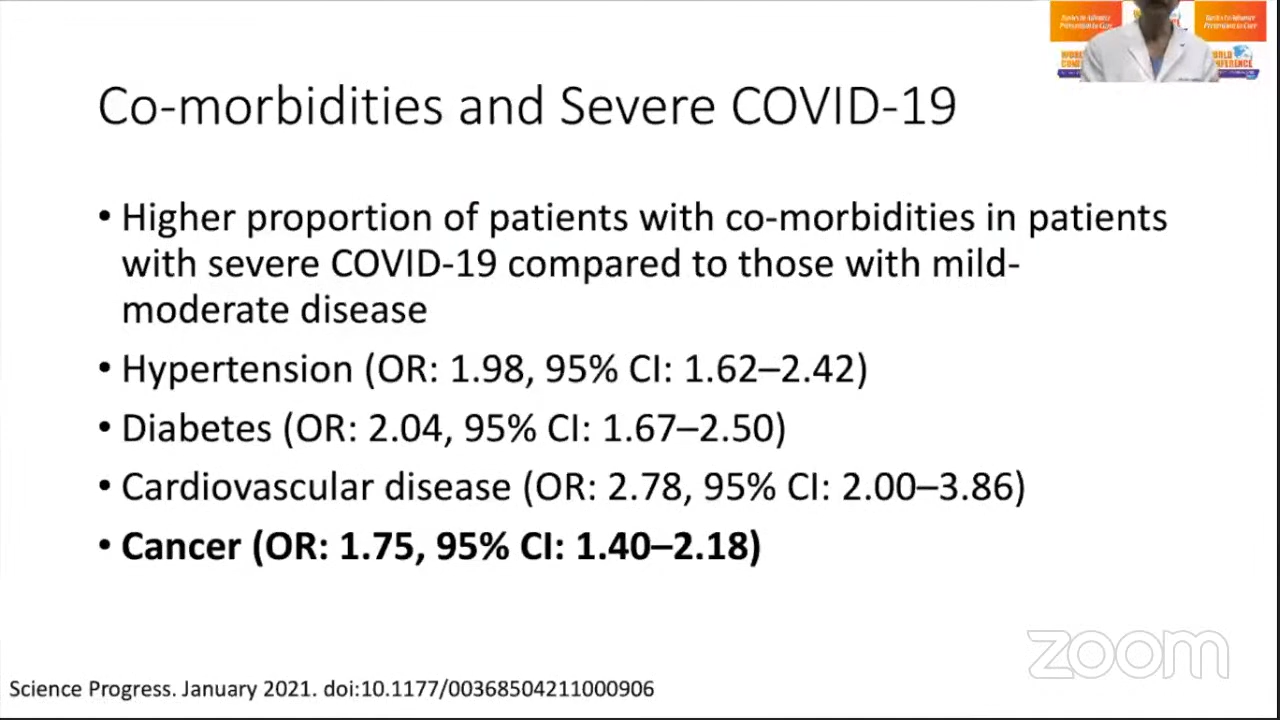 Co-morbidities and Severe COVID-19
• Higher proportion of patients with co-morbidities in patients
with severe COVID-19 compared to those with mild-
moderate disease
• Hypertension (OR: 1.98, 95% CI: 1.62–2.42)
• Diabetes (OR: 2.04, 95% CI: 1.67–2.50)
• Cardiovascular disease (OR: 2.78, 95% CI: 2.00–3.86)
• Cancer (OR: 1.75, 95% CI: 1.40–2.18)
zoom
Science Progress. January 2021. doi:10.1177/00368504211000906